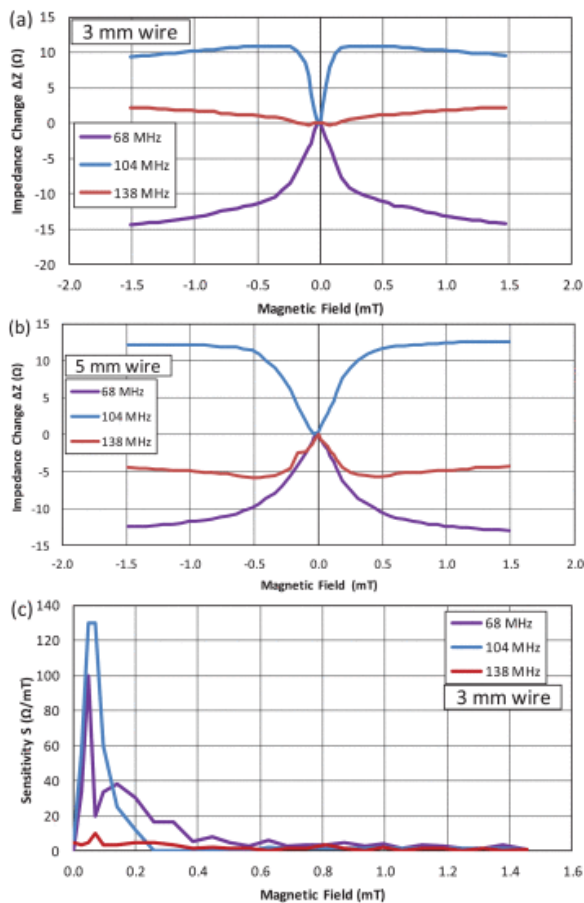 (a)
3 mm wire
Impedance Change ΔZ (Ω)
15
10
5
0
-5
-10
-15
-20
68 MHz
104 MHz
138 MHz
-2.0 -1.5 -1.0 -0.5 0.0 0.5 1.0 1.5 2.0
Magnetic Field (mT)
(b)
5 mm wire
Impedance Change ΔZ (Ω)
15
10
5
0
-5
-10
-15
68 MHz
104 MHz
138 MHz
-2.0 -1.5 -1.0 -0.5 0.0 0.5 1.0 1.5 2.0
Magnetic Field (mT)
(c)
Sensitivity S (Ω/mT)
140
120
100
80
60
40
20
0
68 MHz
104 MHz
138 MHz
3 mm wire
0.0 0.2 0.4 0.6 0.8 1.0 1.2 1.4 1.6
Magnetic Field (mT)